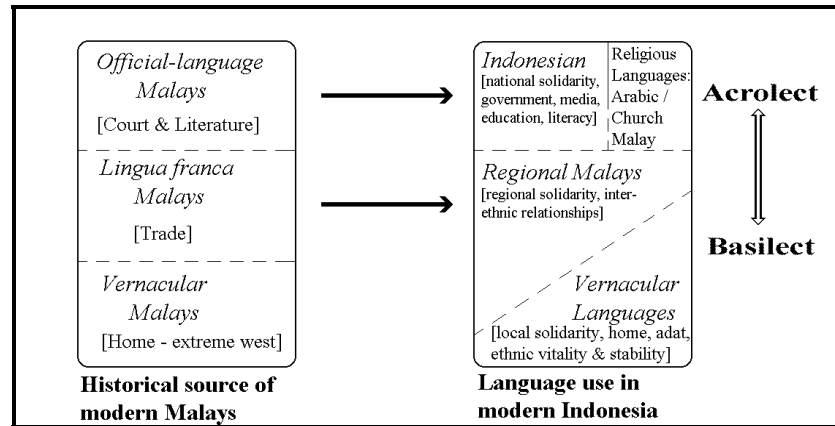 Official-language
Malays
[Court & Literature]
Lingua franca
Malays
[Trade]
Vernacular
Malays
[Home - extreme west]
Historical source of
modern Malays
Indonesian
[national solidarity,
government, media,
education, literacy]
Religious
Languages:
Arabic /
Church
Malay
Regional Malays
[regional solidarity, inter-
ethnic relationships]
Vernacular
Languages
[local solidarity, home, adat,
ethnic vitality & stability]
Language use in
modern Indonesia
Acrolect
Basilect